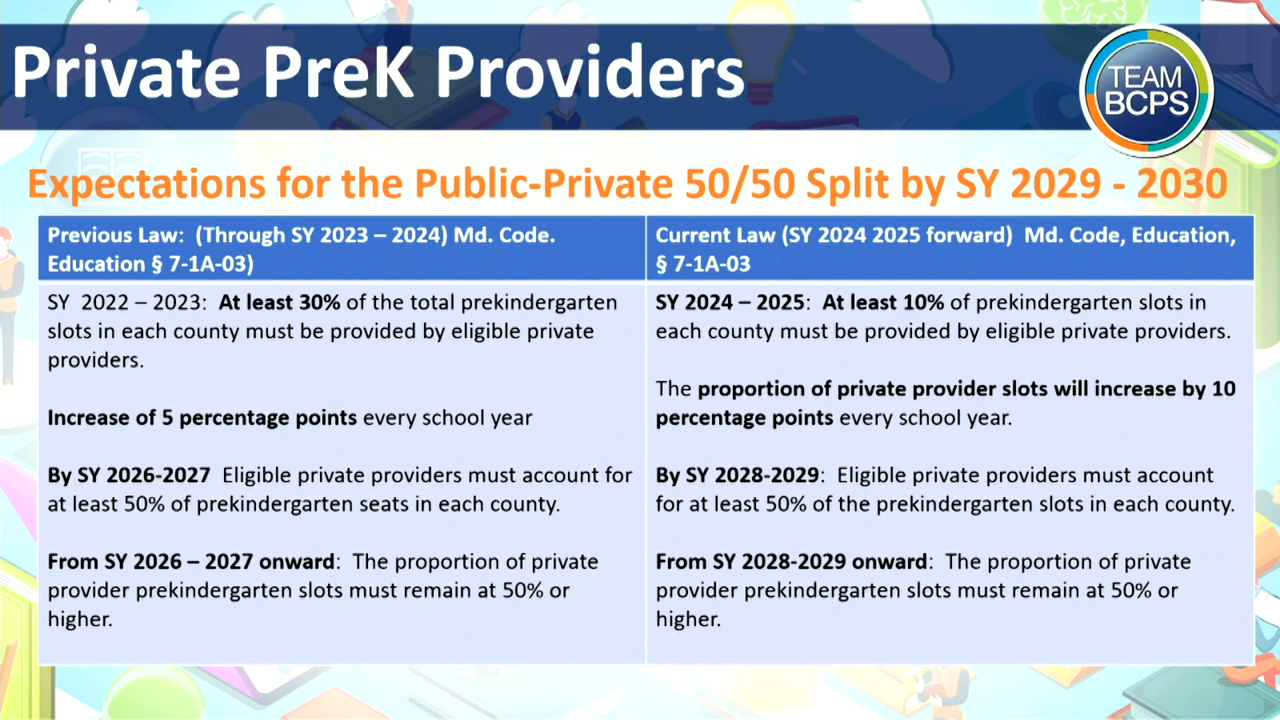 Private PreK Providers
TEAM
BCPS
Expectations for the Public-Private 50/50 Split by SY 2029 - 2030
Previous Law:  (Through SY 2023 – 2024) Md. Code.
Education § 7-1A-03)
SY  2022 – 2023:  At least 30% of the total prekindergarten
slots in each county must be provided by eligible private
providers.
Increase of 5 percentage points every school year
By SY 2026-2027  Eligible private providers must account for
at least 50% of prekindergarten seats in each county.
From SY 2026 – 2027 onward:  The proportion of private
provider prekindergarten slots must remain at 50% or
higher.
Current Law (SY 2024 2025 forward)  Md. Code, Education,
§ 7-1A-03
SY 2024 – 2025:  At least 10% of prekindergarten slots in
each county must be provided by eligible private providers.
The proportion of private provider slots will increase by 10
percentage points every school year.
By SY 2028-2029:  Eligible private providers must account
for at least 50% of the prekindergarten slots in each county.
From SY 2028-2029 onward:  The proportion of private
provider prekindergarten slots must remain at 50% or
higher.